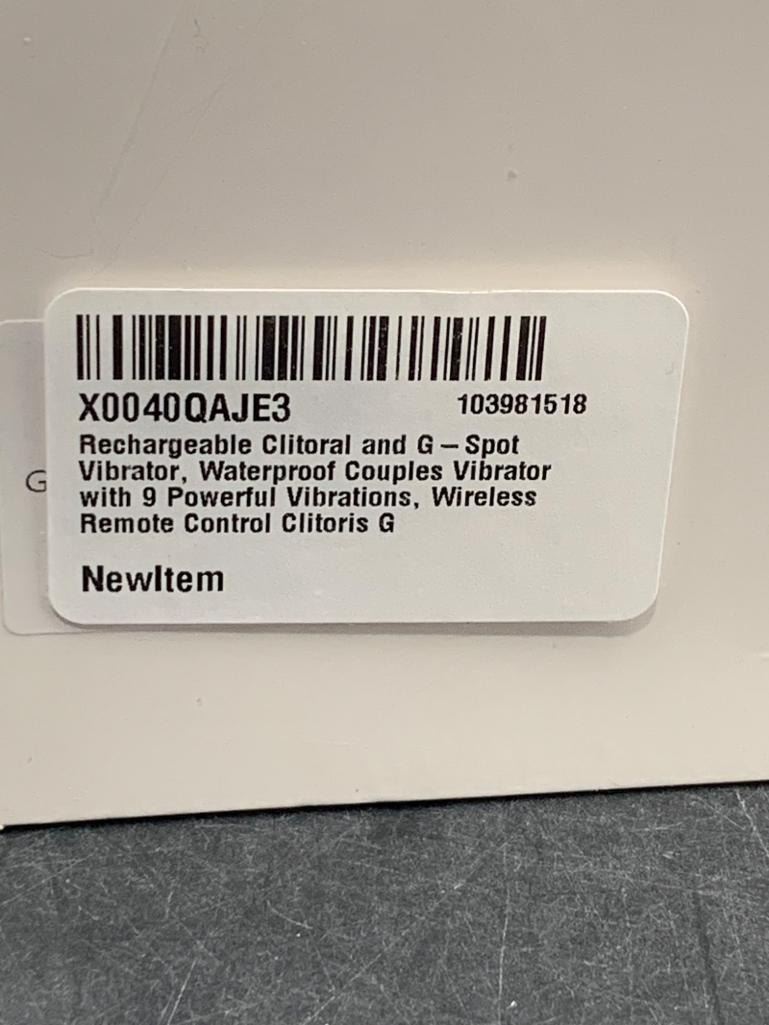 X0040QAJE3 103981518
Rechargeable Clitoral and G – Spot
Vibrator, Waterproof Couples Vibrator
with 9 Powerful Vibrations, Wireless
Remote Control Clitoris G
NewItem
G